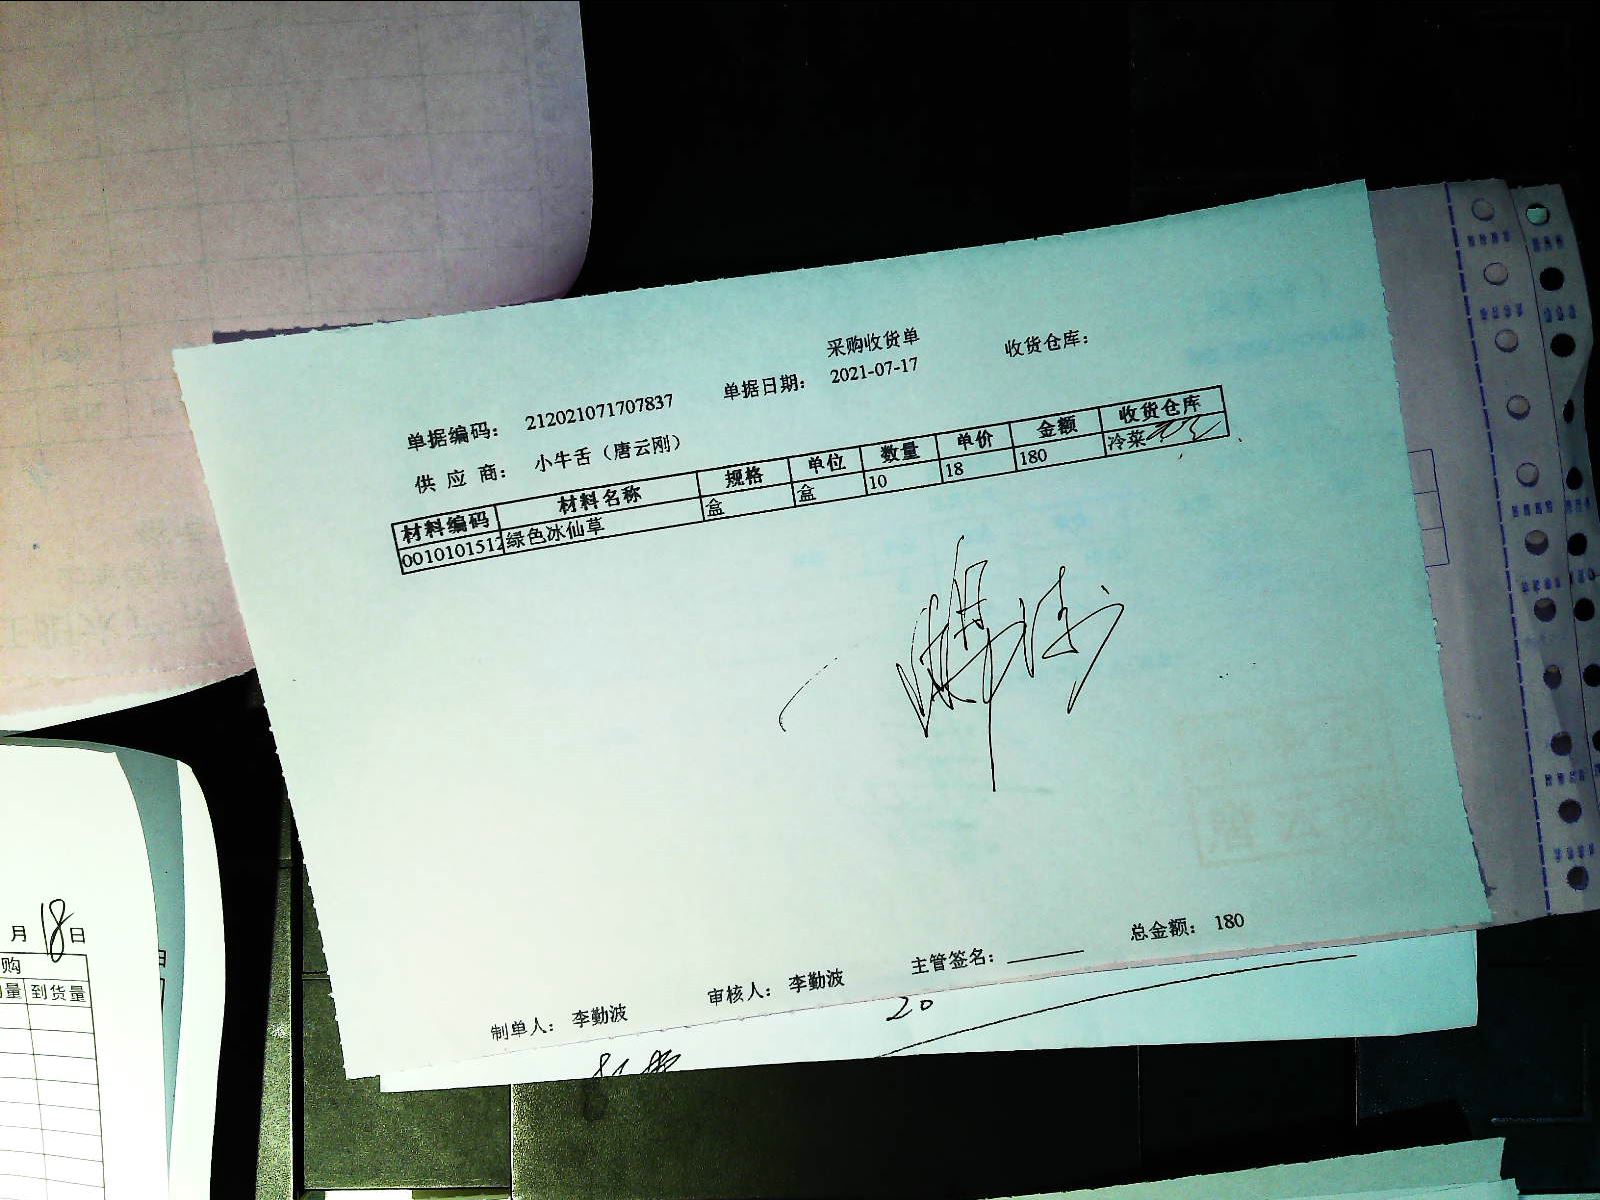 采购收货单
单据编码： 212021071707837 单据日期： 2021-07-17 收货仓库：
供 应 商： 小牛舌（唐云刚）
材料编码 材料名称 规格 单位 数量 单价 金额 收货仓库
0010101512 绿色冰仙草 盒 盒 10 18 180 冷菜
总金额： 180
制单人： 李勤波 审核人： 李勤波 主管签名：
20
月 18 日
购
量 到货量